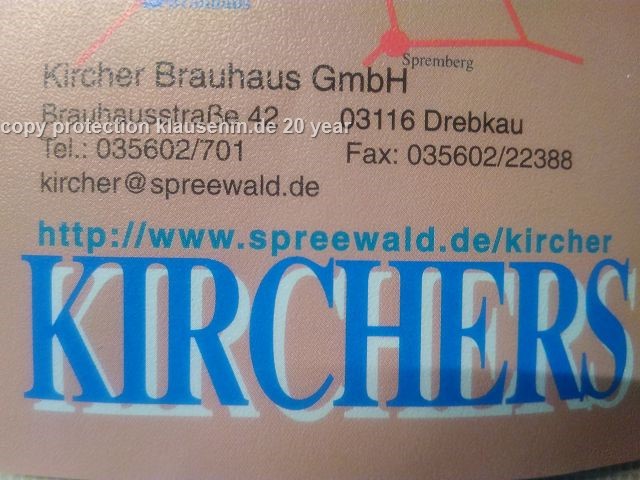 Spremberg
Kircher Brauhaus GmbH
Brauhausstraße 42 03116 Drebkau
copy protection klausehm.de 20 year
Tel.: 035602/701 Fax: 035602/22388
kircher@spreewald.de
http://www.spreewald.de/kircher
KIRCHERS